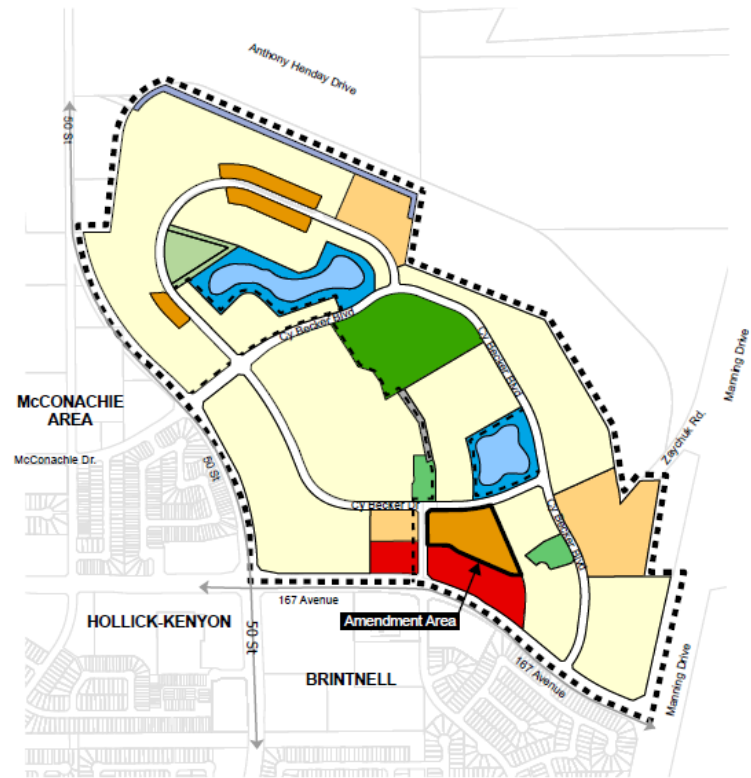 Anthony Henday Drive
50 St
Cy Becker Blvd
Cy Becker Blvd
Manning Drive
McCONACHIE
AREA
Zaychuk Rd.
McConachie Dr.
50 St
Cy Becker Dr
Cy Becker Blvd
167 Avenue
Amendment Area
HOLLICK-KENYON
50 St
BRINTNELL
167 Avenue
Manning Drive